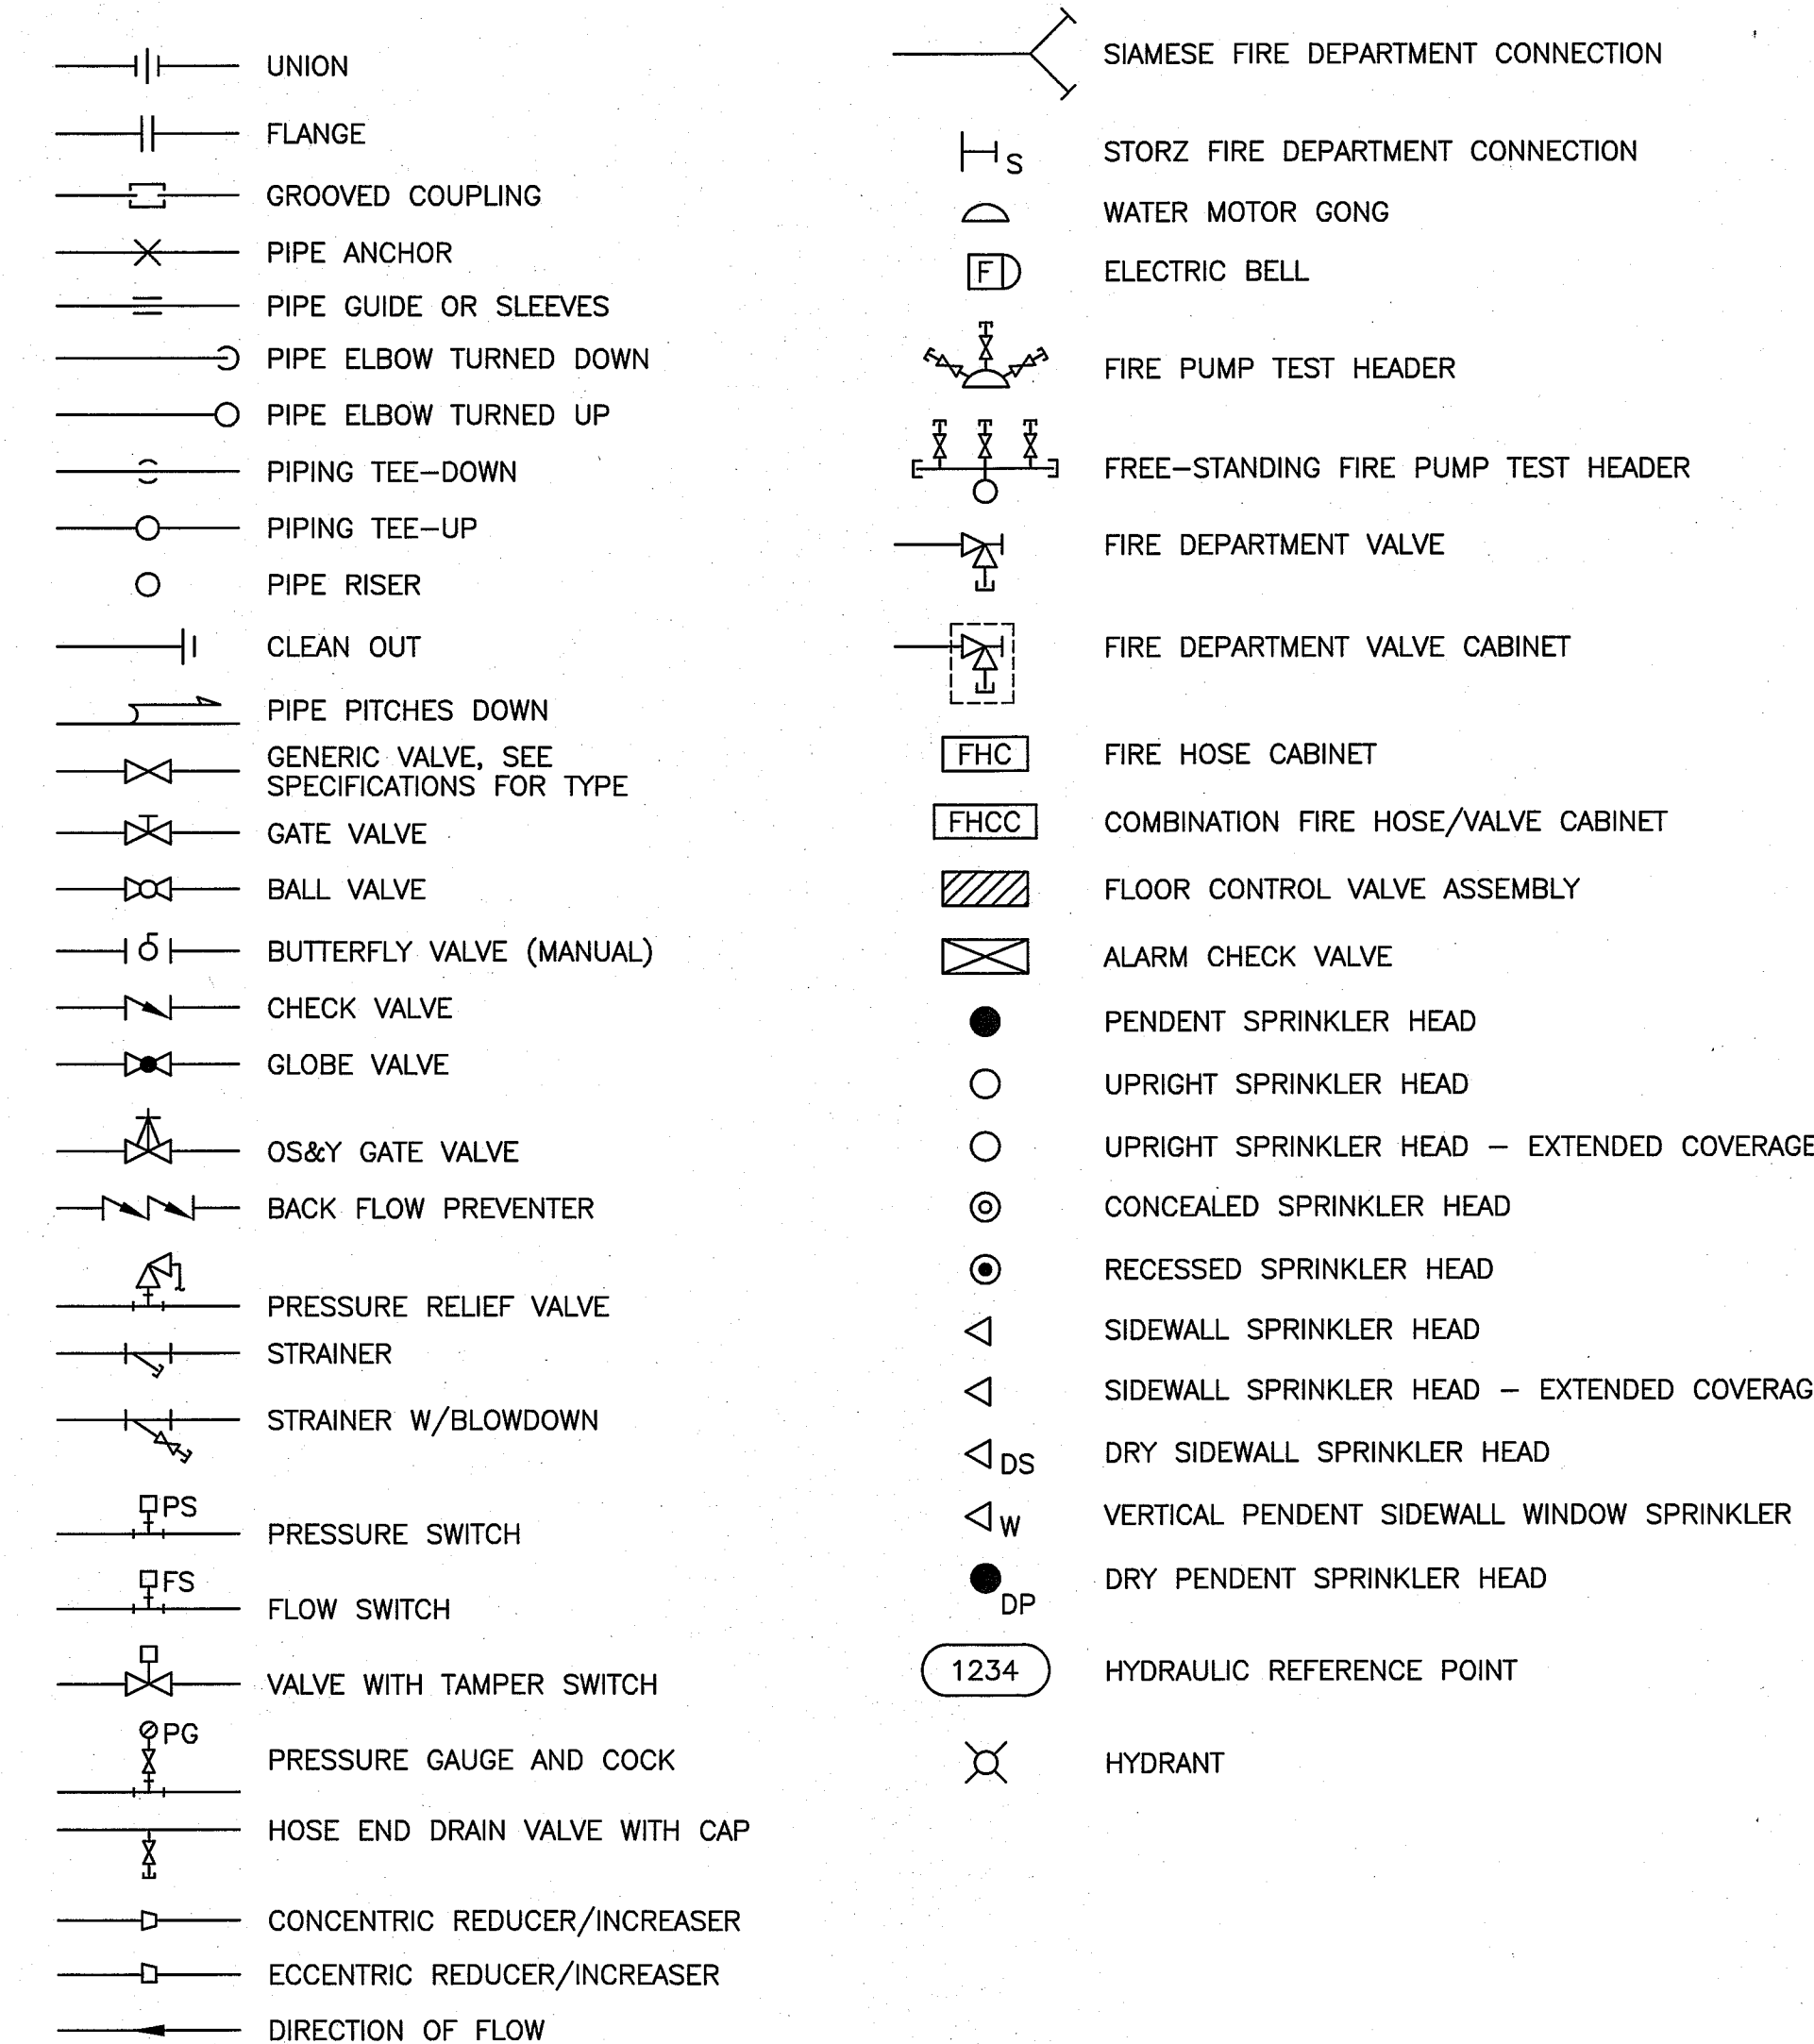 UNION
FLANGE
GROOVED COUPLING
PIPE ANCHOR
PIPE GUIDE OR SLEEVES
PIPE ELBOW TURNED DOWN
PIPE ELBOW TURNED UP
PIPING TEE-DOWN
PIPING TEE-UP
PIPE RISER
CLEAN OUT
PIPE PITCHES DOWN
GENERIC VALVE, SEE
SPECIFICATIONS FOR TYPE
GATE VALVE
BALL VALVE
BUTTERFLY VALVE (MANUAL)
CHECK VALVE
GLOBE VALVE
OS&Y GATE VALVE
BACK FLOW PREVENTER
PRESSURE RELIEF VALVE
STRAINER
STRAINER W/BLOWDOWN
PS
PRESSURE SWITCH
FS
FLOW SWITCH
VALVE WITH TAMPER SWITCH
PG
PRESSURE GAUGE AND COCK
HOSE END DRAIN VALVE WITH CAP
CONCENTRIC REDUCER/INCREASER
ECCENTRIC REDUCER/INCREASER
DIRECTION OF FLOW
SIAMESE FIRE DEPARTMENT CONNECTION
S STORZ FIRE DEPARTMENT CONNECTION
WATER MOTOR GONG
F ELECTRIC BELL
FIRE PUMP TEST HEADER
FREE-STANDING FIRE PUMP TEST HEADER
FIRE DEPARTMENT VALVE
FIRE DEPARTMENT VALVE CABINET
FHC FIRE HOSE CABINET
FHCC COMBINATION FIRE HOSE/VALVE CABINET
FLOOR CONTROL VALVE ASSEMBLY
ALARM CHECK VALVE
PENDENT SPRINKLER HEAD
UPRIGHT SPRINKLER HEAD
UPRIGHT SPRINKLER HEAD – EXTENDED COVERAGE
CONCEALED SPRINKLER HEAD
RECESSED SPRINKLER HEAD
SIDEWALL SPRINKLER HEAD
SIDEWALL SPRINKLER HEAD – EXTENDED COVERAG
DS DRY SIDEWALL SPRINKLER HEAD
W VERTICAL PENDENT SIDEWALL WINDOW SPRINKLER
DP DRY PENDENT SPRINKLER HEAD
1234 HYDRAULIC REFERENCE POINT
HYDRANT